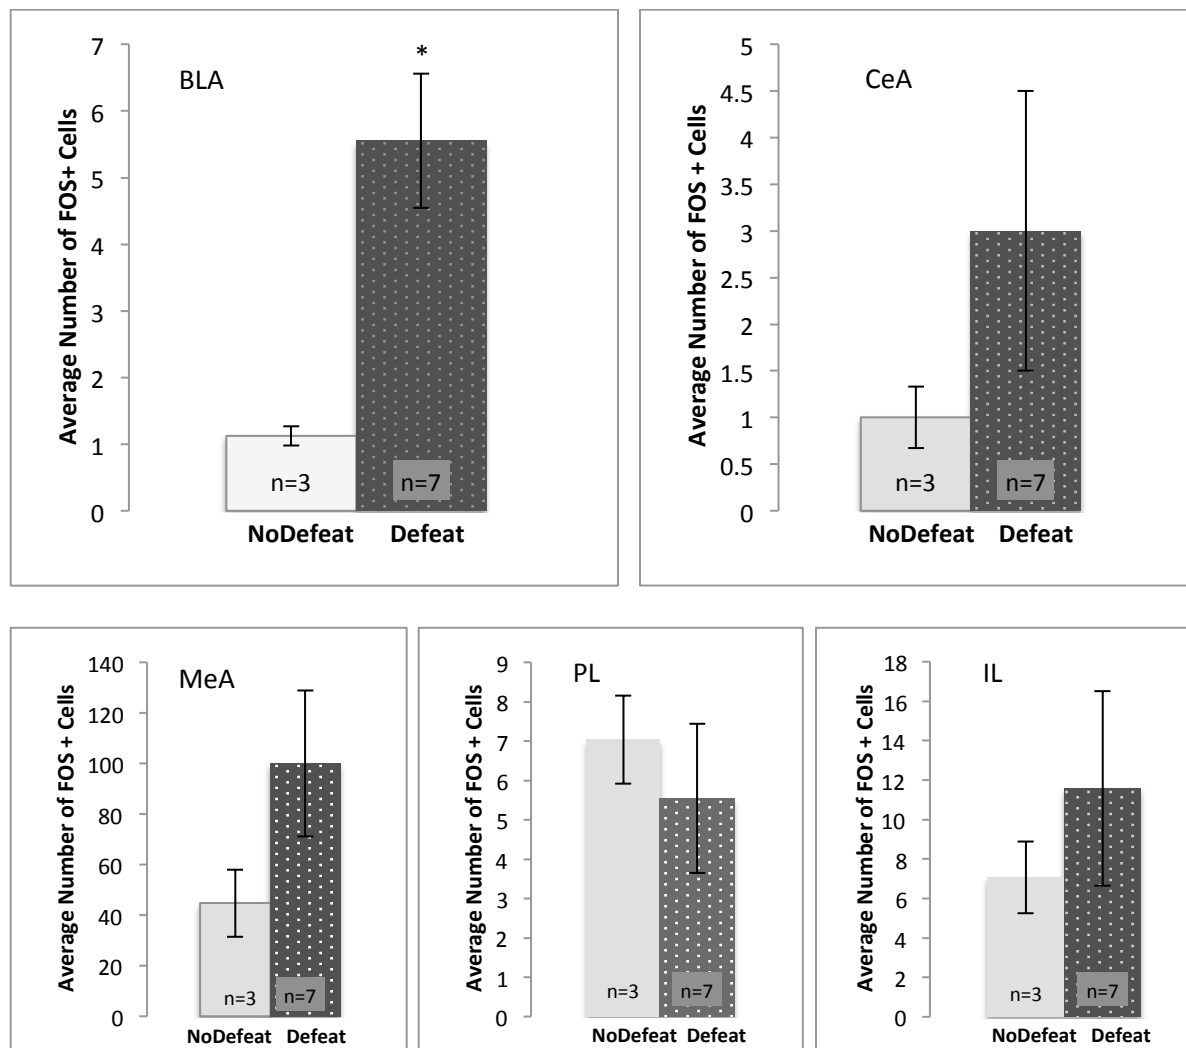 BLA
*
Average Number of FOS+ Cells
7
6
5
4
3
2
1
0
n=3
n=7
NoDefeat Defeat
CeA
Average Number of FOS + Cells
5
4.5
4
3.5
3
2.5
2
1.5
1
0.5
0
n=3
n=7
NoDefeat Defeat
MeA
Average Number of FOS + Cells
140
120
100
80
60
40
20
0
n=3
n=7
NoDefeat Defeat
PL
Average Number of FOS + Cells
9
8
7
6
5
4
3
2
1
0
n=3
n=7
NoDefeat Defeat
IL
Average Number of FOS + Cells
18
16
14
12
10
8
6
4
2
0
n=3
n=7
NoDefeat Defeat